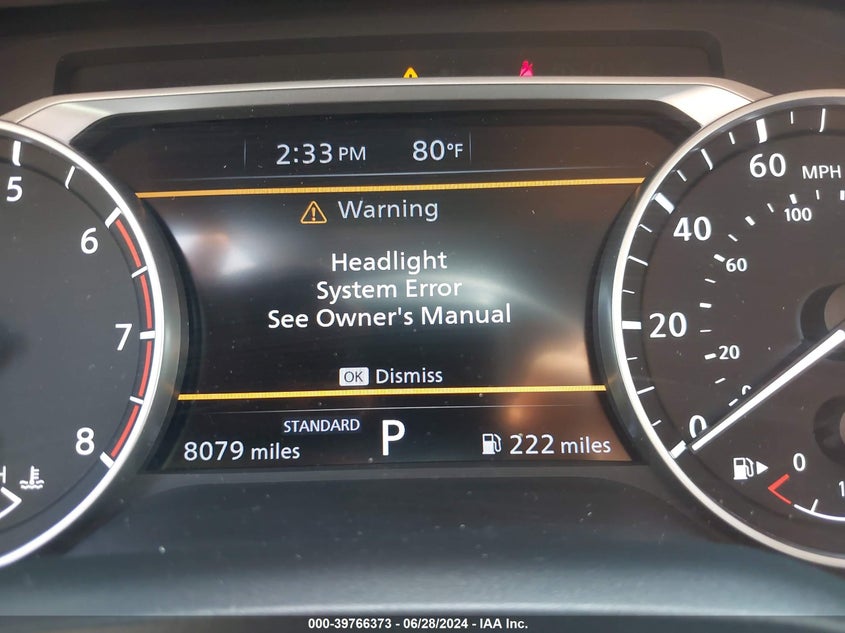 2:33 PM 80°F
Warning
Headlight
System Error
See Owner's Manual
OK Dismiss
STANDARD
8079 miles P 222 miles
5
6
7
8
H
60 MPH
100
40
60
20
20
0
0
0
1
000-39766373 - 06/28/2024 - IAA Inc.